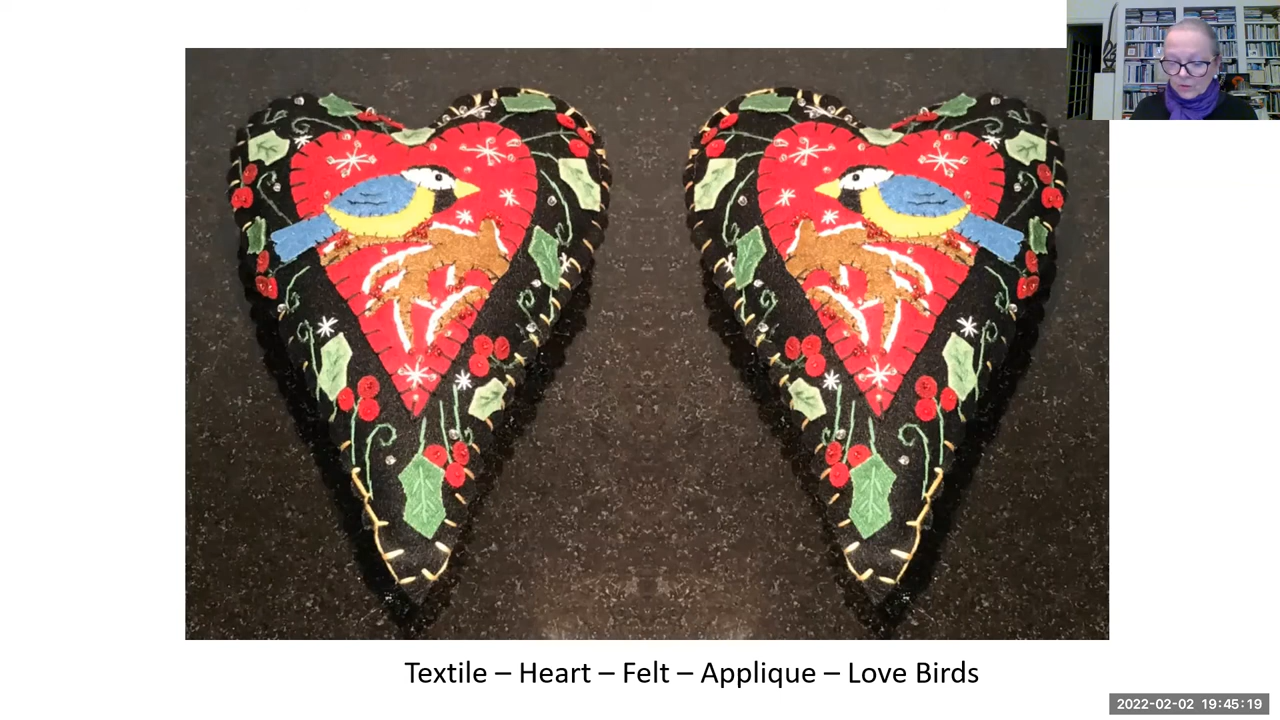 Textile – Heart – Felt – Applique – Love Birds
2022-02-02 19:45:19